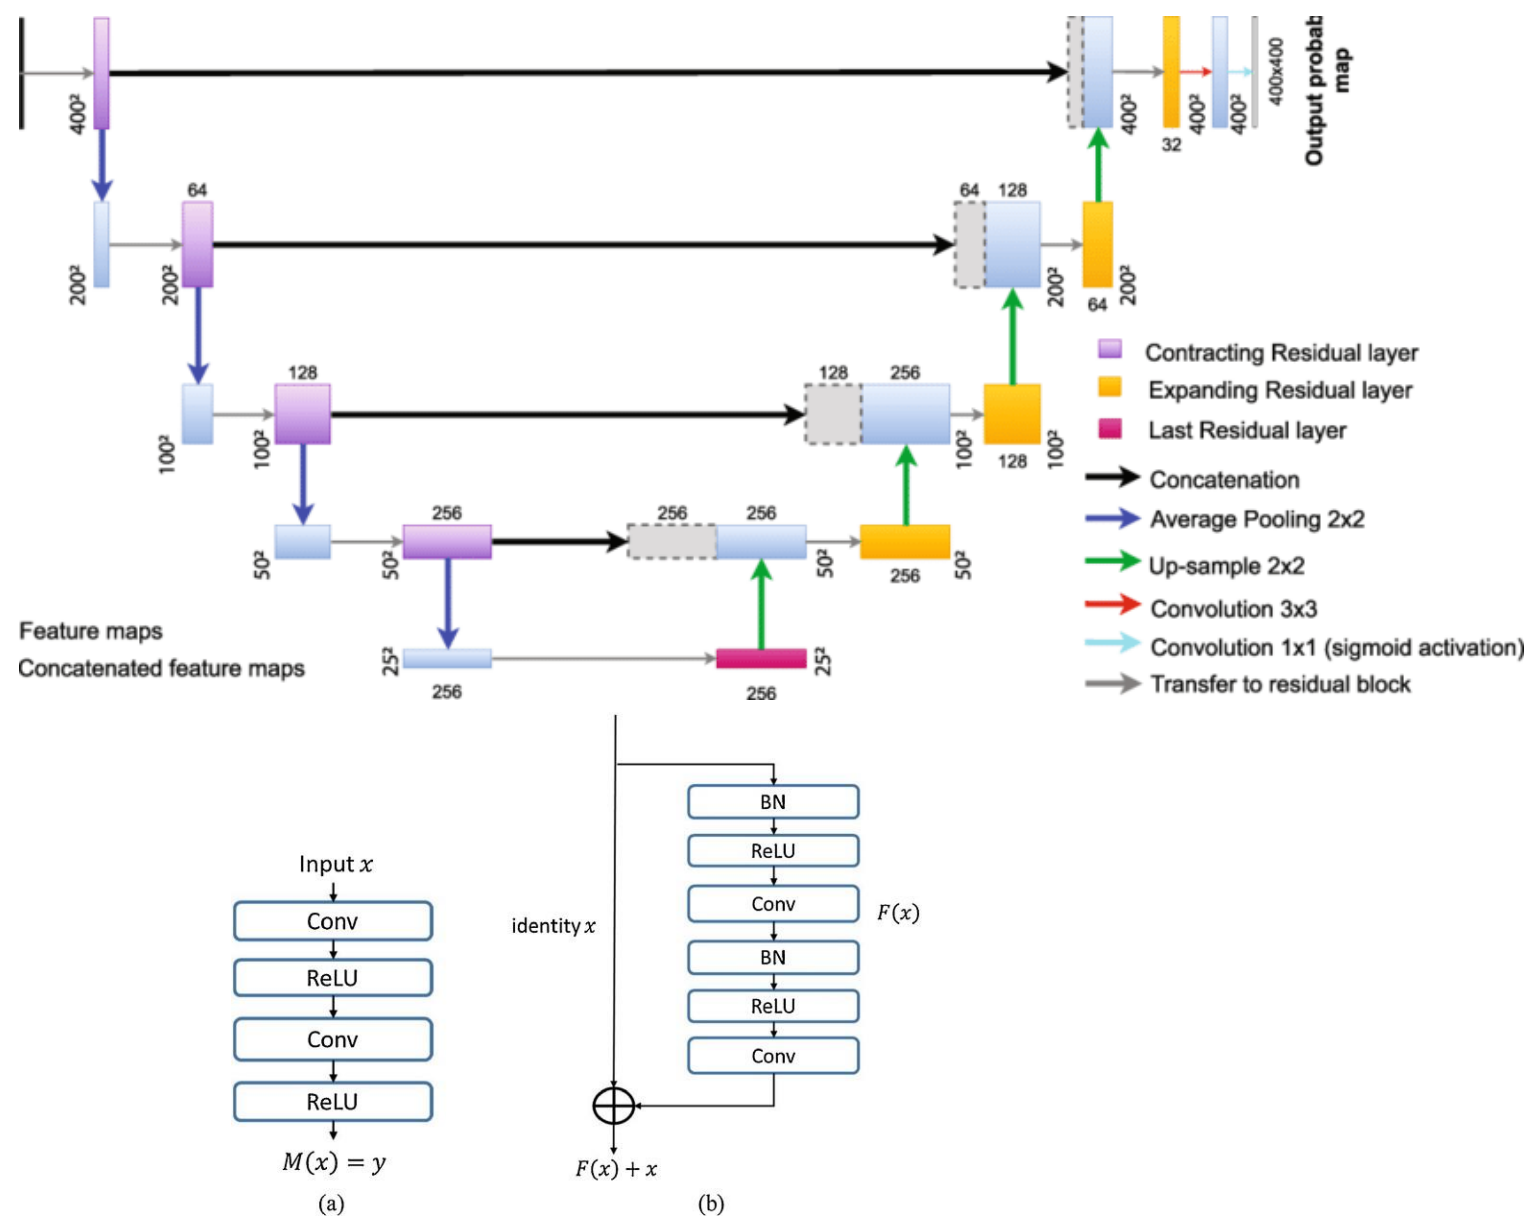 400²
400²
32
400²
400²
400x400
Output probab
map
64
200²
200²
64 128
200²
64
200²
128
100²
100²
128 256
100²
128
100²
256
50²
50²
256 256
50²
256
50²
25²
256
256
25²
Contracting Residual layer
Expanding Residual layer
Last Residual layer
Concatenation
Average Pooling 2x2
Up-sample 2x2
Convolution 3x3
Convolution 1x1 (sigmoid activation)
Transfer to residual block
Feature maps
Concatenated feature maps
Input x
Conv
ReLU
Conv
ReLU
M(x) = y
(a)
identity x
BN
ReLU
Conv
F(x)
BN
ReLU
Conv
F(x) + x
(b)